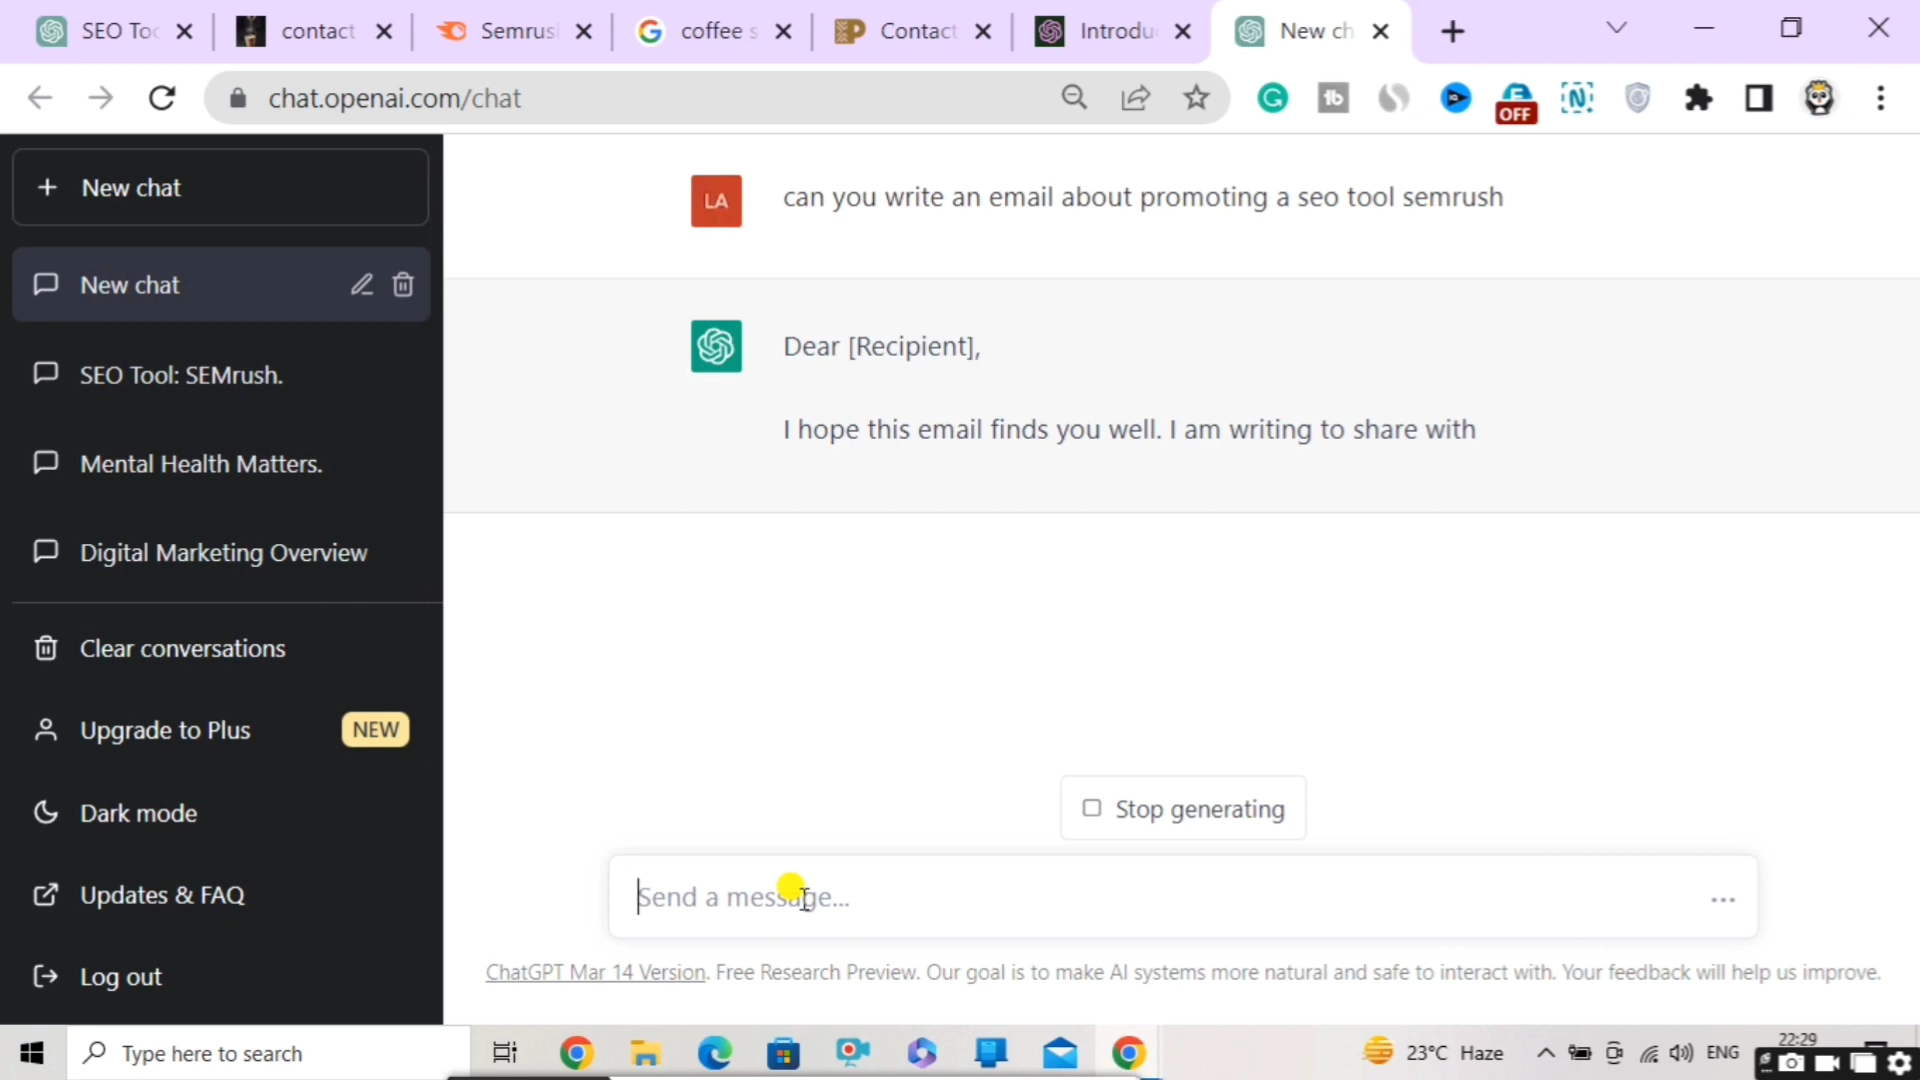 SEO Too
contact
Semrus
coffee s
Contact
Introdu
New ch
chat.openai.com/chat
OFF
New chat
New chat
SEO Tool: SEMrush.
Mental Health Matters.
Digital Marketing Overview
Clear conversations
Upgrade to Plus NEW
Dark mode
Updates & FAQ
Log out
LA
can you write an email about promoting a seo tool semrush
Dear [Recipient],
I hope this email finds you well. I am writing to share with
Stop generating
Send a message...
ChatGPT Mar 14 Version. Free Research Preview. Our goal is to make AI systems more natural and safe to interact with. Your feedback will help us improve.
Type here to search
23°C Haze
ENG
22:29